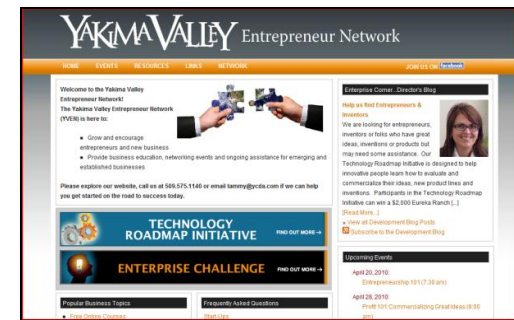 YAKIMA VALLEY Entrepreneur Network
HOME EVENTS RESOURCES LINKS NETWORK JOIN US ON facebook
Welcome to the Yakima Valley
Entrepreneur Network!
The Yakima Valley Entrepreneur Network
(YVEN) is here to:
Grow and encourage
entrepreneurs and new business
Provide business education, networking events and ongoing assistance for emerging and
established businesses
Please explore our website, call us at 509.575.1140 or email tammy@ycda.com if we can help
you get started on the road to success today.
TECHNOLOGY
ROADMAP INITIATIVE FIND OUT MORE→
ENTERPRISE CHALLENGE FIND OUT MORE→
Popular Business Topics
Free Online Courses
Frequently Asked Questions
Start Ups
Enterprise Corner...Director's Blog
Help us find Entrepreneurs &
Inventors
We are looking for entrepreneurs,
inventors or folks who have great
ideas, inventions or products but
may need some assistance. Our
Technology Roadmap Initiative is designed to help
innovative people learn how to evaluate and
commercialize their ideas, new product lines and
inventions. Participants in the Technology Roadmap
Initiative can win a $2,000 Eureka Ranch [...]
[Read More...]
» View all Development Blog Posts
Subscribe to the Development Blog
Upcoming Events
April 20, 2010:
Entrepreneurship 101 (7:30 am)
April 28, 2010:
Profit 101 Commercializing Great Ideas (8:00
am)